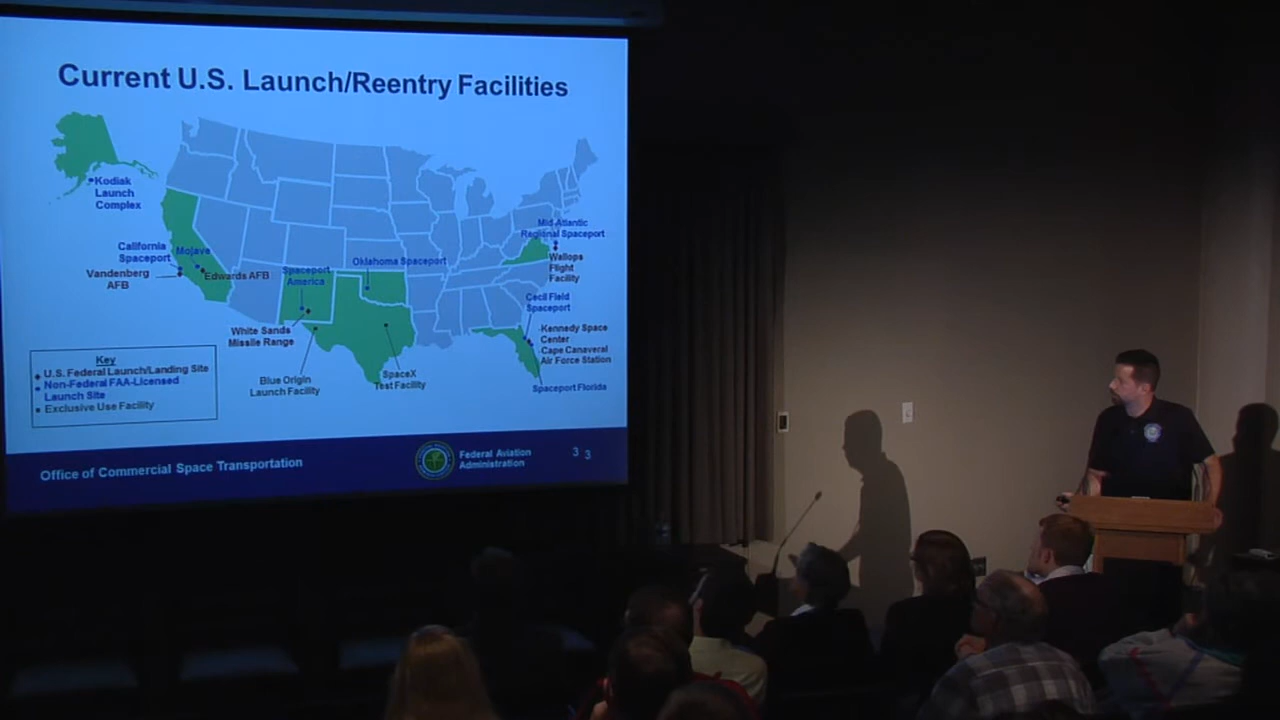 Current U.S. Launch/Reentry Facilities
Kodiak
Launch
Complex
California
Spaceport
Mojave
Vandenberg
AFB
Edwards AFB
Spaceport
America
Oklahoma Spaceport
Mid Atlantic
Regional Spaceport
Wallops
Flight
Facility
Cecil Field
Spaceport
Kennedy Space
Center
Cape Canaveral
Air Force Station
Spaceport Florida
White Sands
Missile Range
Blue Origin
Launch Facility
SpaceX
Test Facility
Key
U.S. Federal Launch/Landing Site
Non-Federal FAA-Licensed
Launch Site
Exclusive Use Facility
Office of Commercial Space Transportation
Federal Aviation
Administration
3 3